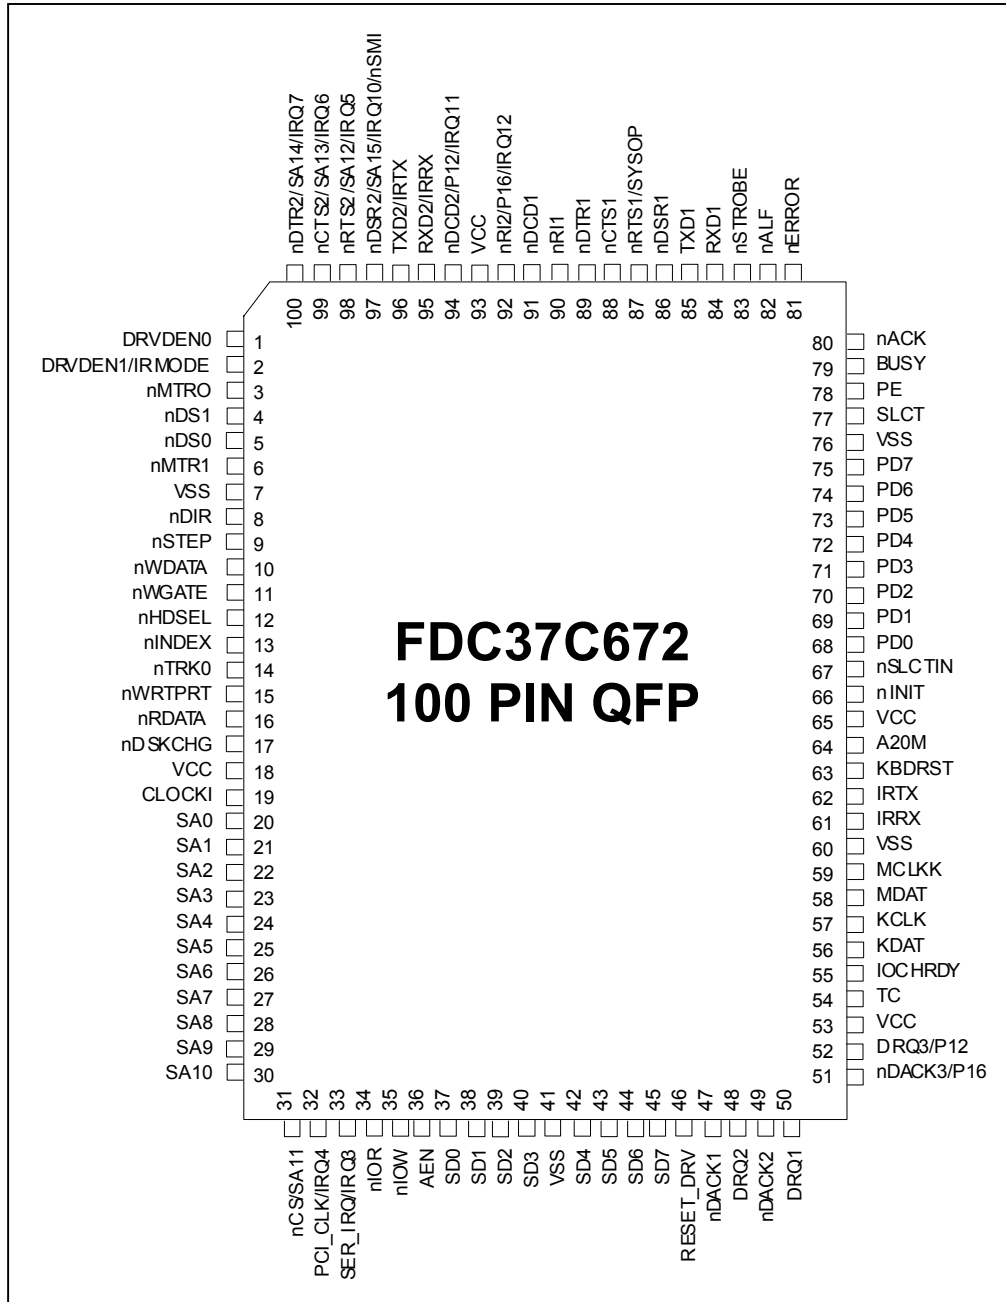 nDTR2/SA14/IRQ7
nCTS2/SA13/IRQ6
nRTS2/SA12/IRQ5
nDSR2/SA15/IRQ10/nSMI
TXD2/IRTX
RXD2/IRRX
nDCD2/P12/IRQ11
VCC
nRI2/P16/IRQ12
nDCD1
nRI1
nDTR1
nCTS1
nRTS1/SYSOP
nDSR1
TXD1
RXD1
nSTROBE
nALF
nERROR
100 99 98 97 96 95 94 93 92 91 90 89 88 87 86 85 84 83 82 81
DRVDEN0 1
DRVDEN1/IRMODE 2
nMTRO 3
nDS1 4
nDS0 5
nMTR1 6
VSS 7
nDIR 8
nSTEP 9
nWDATA 10
nWGATE 11
nHDSEL 12
nINDEX 13
nTRK0 14
nWRTPRT 15
nRDATA 16
nDSKCHG 17
VCC 18
CLOCKI 19
SA0 20
SA1 21
SA2 22
SA3 23
SA4 24
SA5 25
SA6 26
SA7 27
SA8 28
SA9 29
SA10 30
FDC37C672
100 PIN QFP
80 nACK
79 BUSY
78 PE
77 SLCT
76 VSS
75 PD7
74 PD6
73 PD5
72 PD4
71 PD3
70 PD2
69 PD1
68 PD0
67 nSLCTIN
66 nINIT
65 VCC
64 A20M
63 KBDRST
62 IRTX
61 IRRX
60 VSS
59 MCLKK
58 MDAT
57 KCLK
56 KDAT
55 IOCHRDY
54 TC
53 VCC
52 DRQ3/P12
51 nDACK3/P16
31 32 33 34 35 36 37 38 39 40 41 42 43 44 45 46 47 48 49 50
nCS/SA11
PCI_CLK/IRQ4
SER_IRQ/IRQ3
nIOR
nIOW
AEN
SD0
SD1
SD2
SD3
VSS
SD4
SD5
SD6
SD7
RESET_DRV
nDACK1
DRQ2
nDACK2
DRQ1